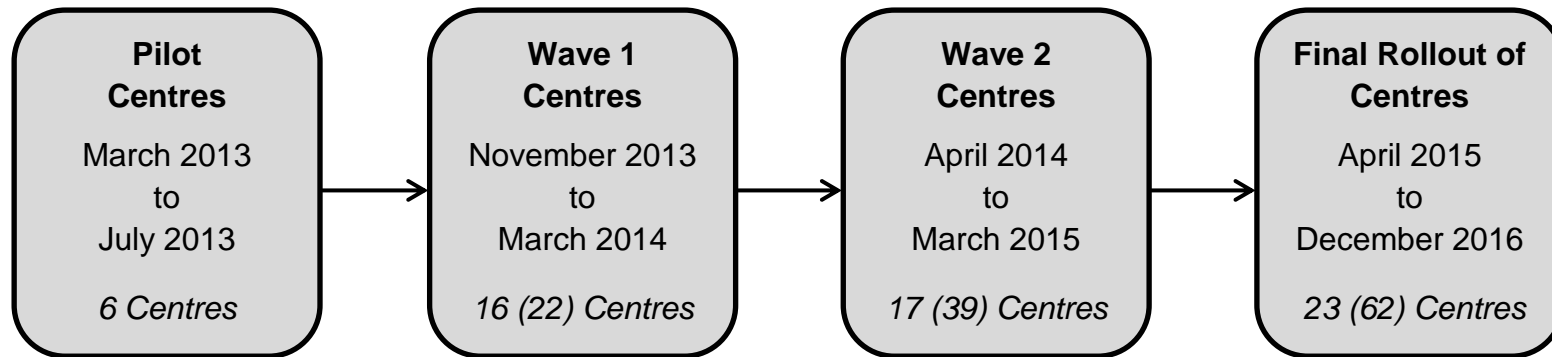 Pilot
Centres
March 2013
to
July 2013
6 Centres
Wave 1
Centres
November 2013
to
March 2014
16 (22) Centres
Wave 2
Centres
April 2014
to
March 2015
17 (39) Centres
Final Rollout of
Centres
April 2015
to
December 2016
23 (62) Centres